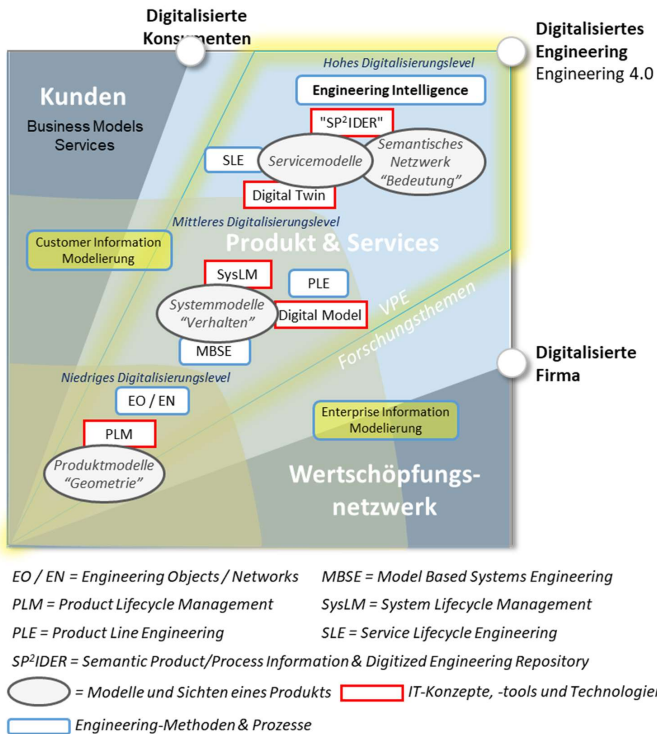 Digitalisierte
Konsumenten
Digitalisiertes
Engineering
Engineering 4.0
Hohes Digitalisierungslevel
Kunden
Business Models
Services
Engineering Intelligence
"SP²IDER"
SLE
Servicemodelle
Semantisches
Netzwerk
“Bedeutung”
Digital Twin
Mittleres Digitalisierungslevel
Customer Information
Modelierung
Produkt & Services
SysLM
PLE
Systemmodelle
“Verhalten”
Digital Model
MBSE
VPE
Forschungsthemen
Digitalisierte
Firma
Niedriges Digitalisierungslevel
EO / EN
Enterprise Information
Modelierung
PLM
Produktmodelle
“Geometrie”
Wertschöpfungs-
netzwerk
EO / EN = Engineering Objects / Networks
MBSE = Model Based Systems Engineering
PLM = Product Lifecycle Management
SysLM = System Lifecycle Management
PLE = Product Line Engineering
SLE = Service Lifecycle Engineering
SP²IDER = Semantic Product/Process Information & Digitized Engineering Repository
= Modelle und Sichten eines Produkts
IT-Konzepte, -tools und Technologie
Engineering-Methoden & Prozesse